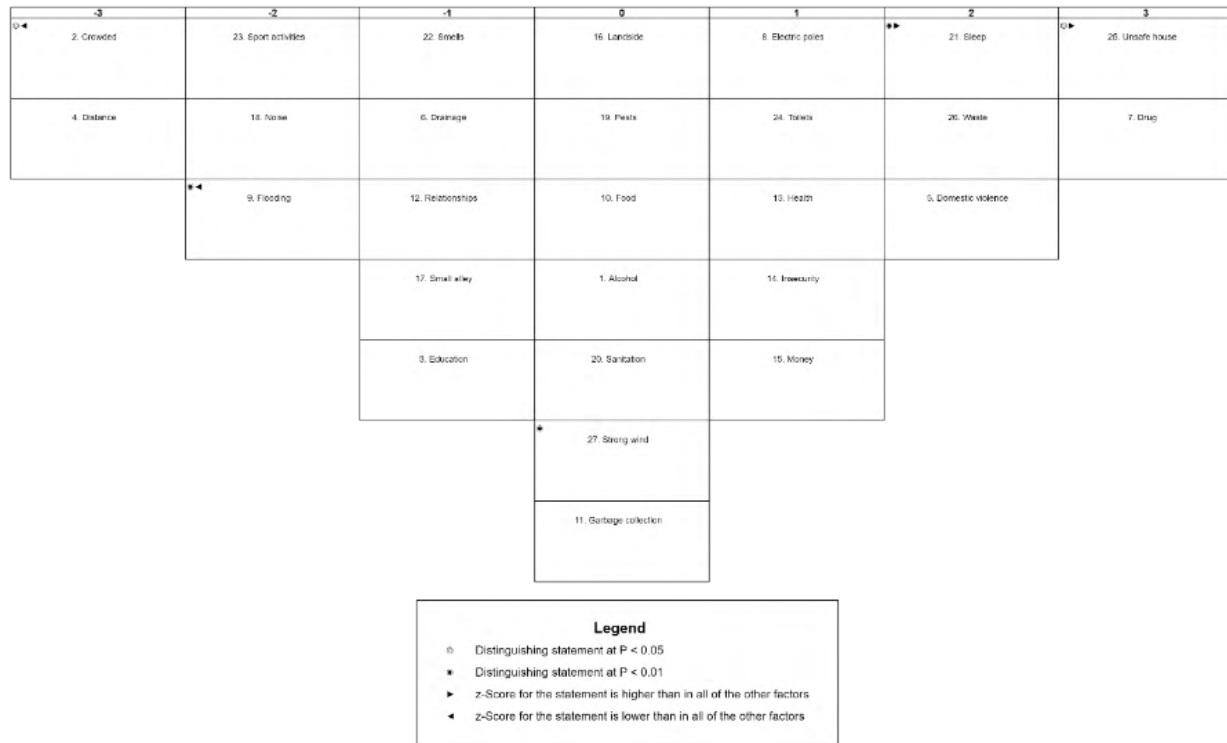 -3 -2 -1 0 1 2 3
2. Crowded 23. Sport activities 22. Smells 16. Landside 8. Electric poles 21. Sleep 25. Unsafe house
4. Distance 18. Noise 6. Drainage 19. Pests 24. Toilets 26. Waste 7. Drug
9. Flooding 12. Relationships 10. Food 13. Health 5. Domestic violence
17. Small alley 1. Alcohol 14. Insecurity
3. Education 20. Sanitation 15. Money
27. Strong wind
11. Garbage collection
Legend
Distinguishing statement at P < 0.05
Distinguishing statement at P < 0.01
► z-Score for the statement is higher than in all of the other factors
◄ z-Score for the statement is lower than in all of the other factors